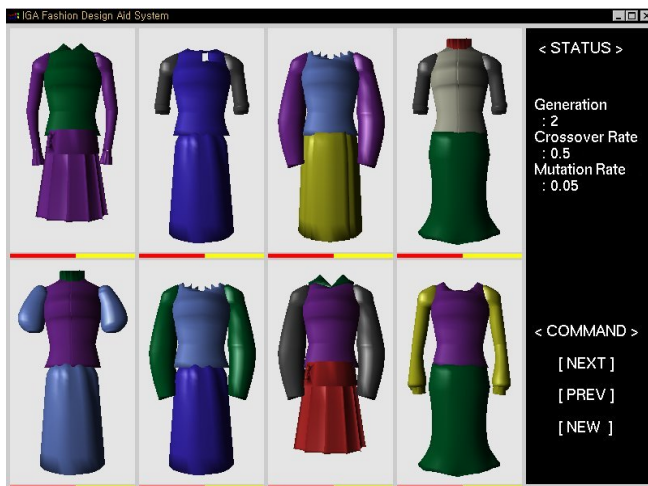 IGA Fashion Design Aid System
< STATUS >
Generation
: 2
Crossover Rate
: 0.5
Mutation Rate
: 0.05
< COMMAND >
[ NEXT ]
[ PREV ]
[ NEW ]